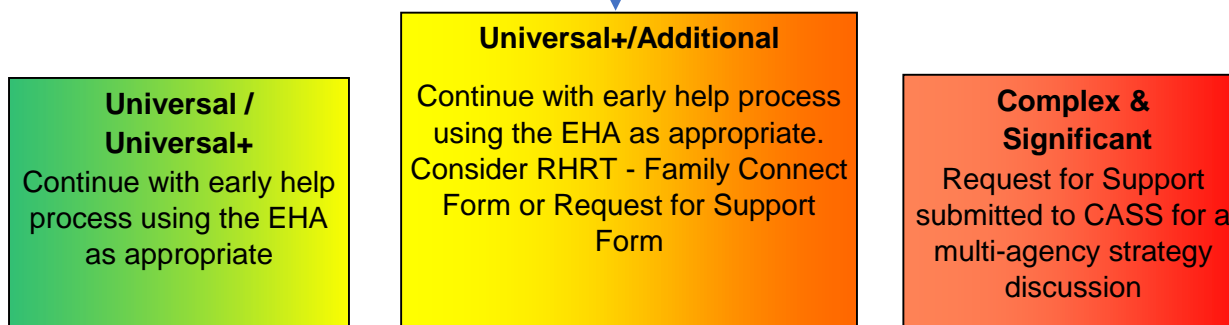 Universal /
Universal+
Continue with early help
process using the EHA
as appropriate
Universal+/Additional
Continue with early help process
using the EHA as appropriate.
Consider RHRT - Family Connect
Form or Request for Support
Form
Complex &
Significant
Request for Support
submitted to CASS for a
multi-agency strategy
discussion